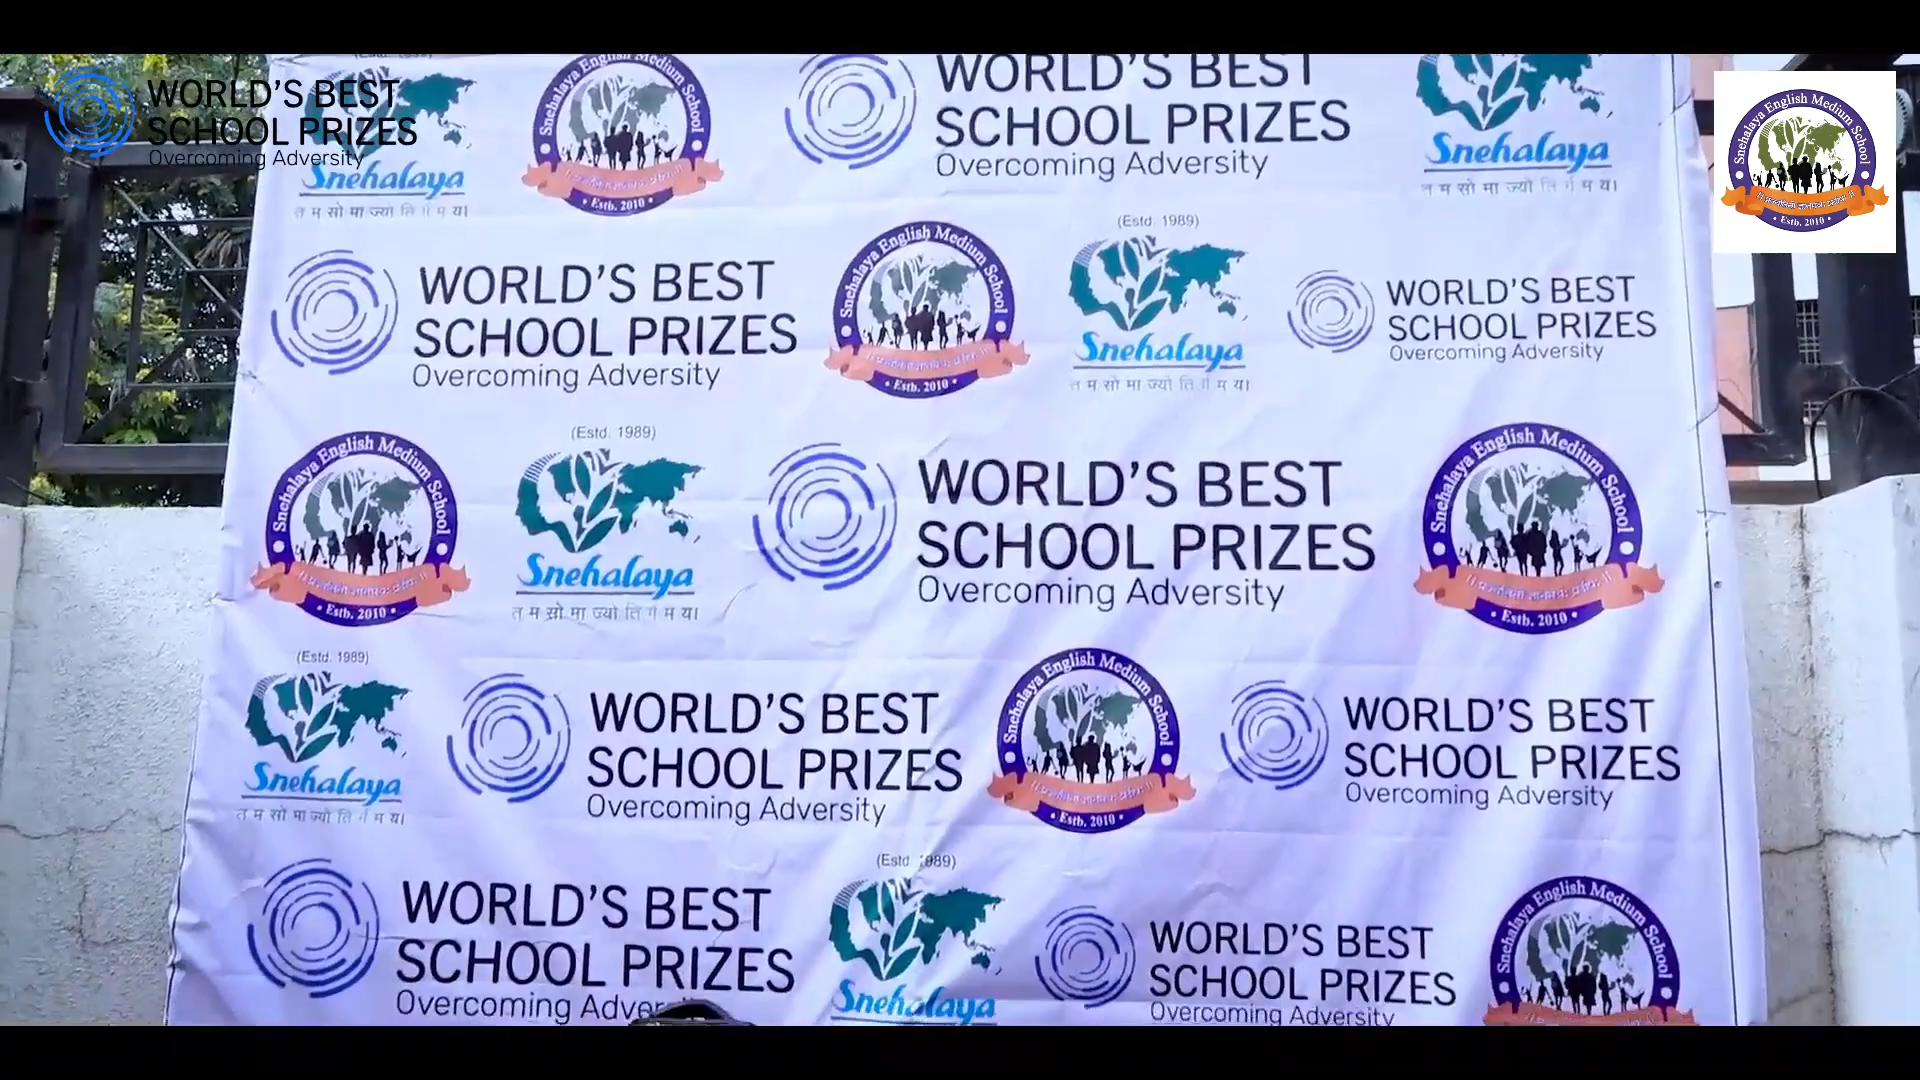 WORLD'S BEST
SCHOOL PRIZES
Overcoming Adversity
Snehalaya
त म सो मा ज्यो ति र्ग म य।
Snehalaya English Medium School
• Estb. 2010 •
WORLD'S BEST
SCHOOL PRIZES
Overcoming Adversity
Snehalaya
त म सो मा ज्यो ति र्ग म य।
Snehalaya English Medium School
• Estb. 2010 •
WORLD'S BEST
SCHOOL PRIZES
Overcoming Adversity
Snehalaya English Medium School
• Estb. 2010 •
(Estd. 1989)
Snehalaya
त म सो मा ज्यो ति र्ग म य।
WORLD'S BEST
SCHOOL PRIZES
Overcoming Adversity
Snehalaya English Medium School
• Estb. 2010 •
(Estd. 1989)
Snehalaya
त म सो मा ज्यो ति र्ग म य।
WORLD'S BEST
SCHOOL PRIZES
Overcoming Adversity
Snehalaya English Medium School
• Estb. 2010 •
(Estd. 1989)
Snehalaya
त म सो मा ज्यो ति र्ग म य।
WORLD'S BEST
SCHOOL PRIZES
Overcoming Adversity
Snehalaya English Medium School
• Estb. 2010 •
WORLD'S BEST
SCHOOL PRIZES
Overcoming Adversity
WORLD'S BEST
SCHOOL PRIZES
Overcoming
(Estd 1989)
Snehalaya
WORLD'S BEST
SCHOOL PRIZES
Overcoming Adversity
Snehalaya English Medium School